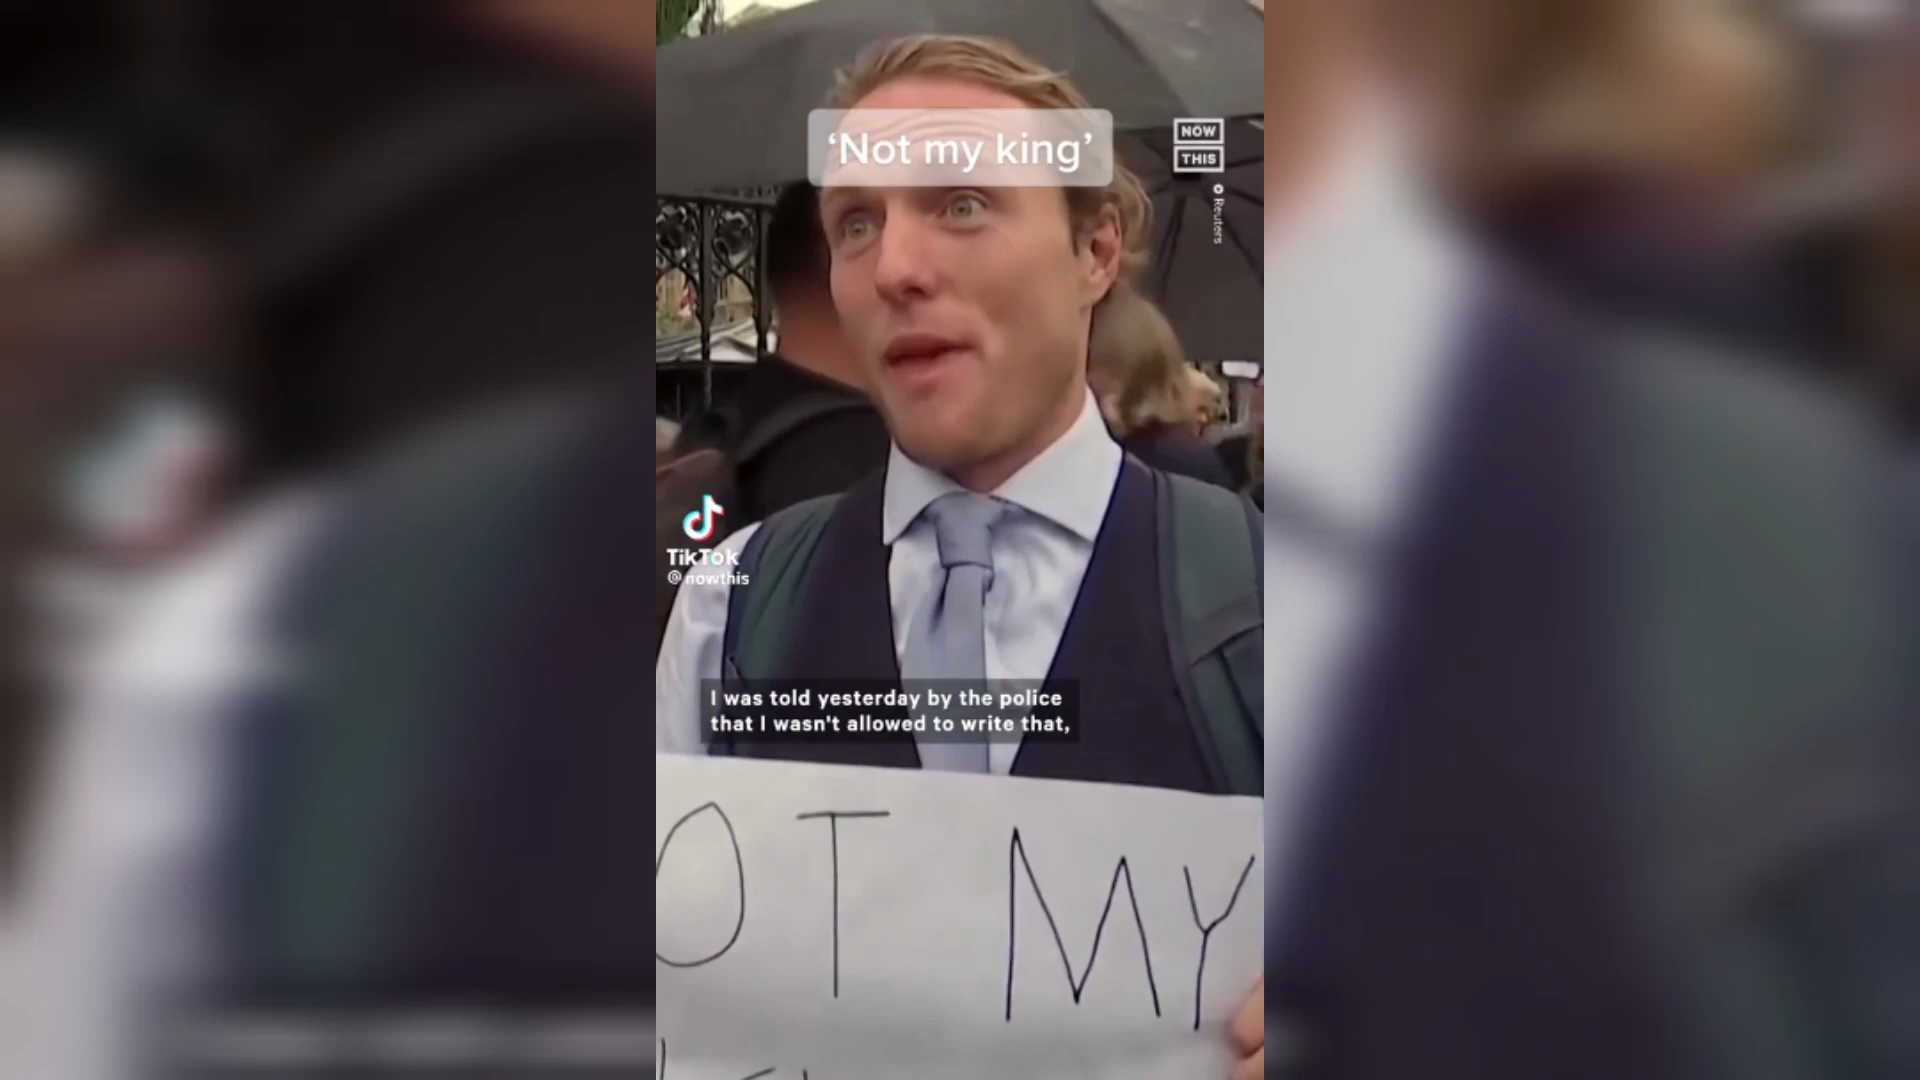 ‘Not my king’
NOW
THIS
Reuters
TikTok
@nowthis
I was told yesterday by the police
that I wasn't allowed to write that,
OT MY